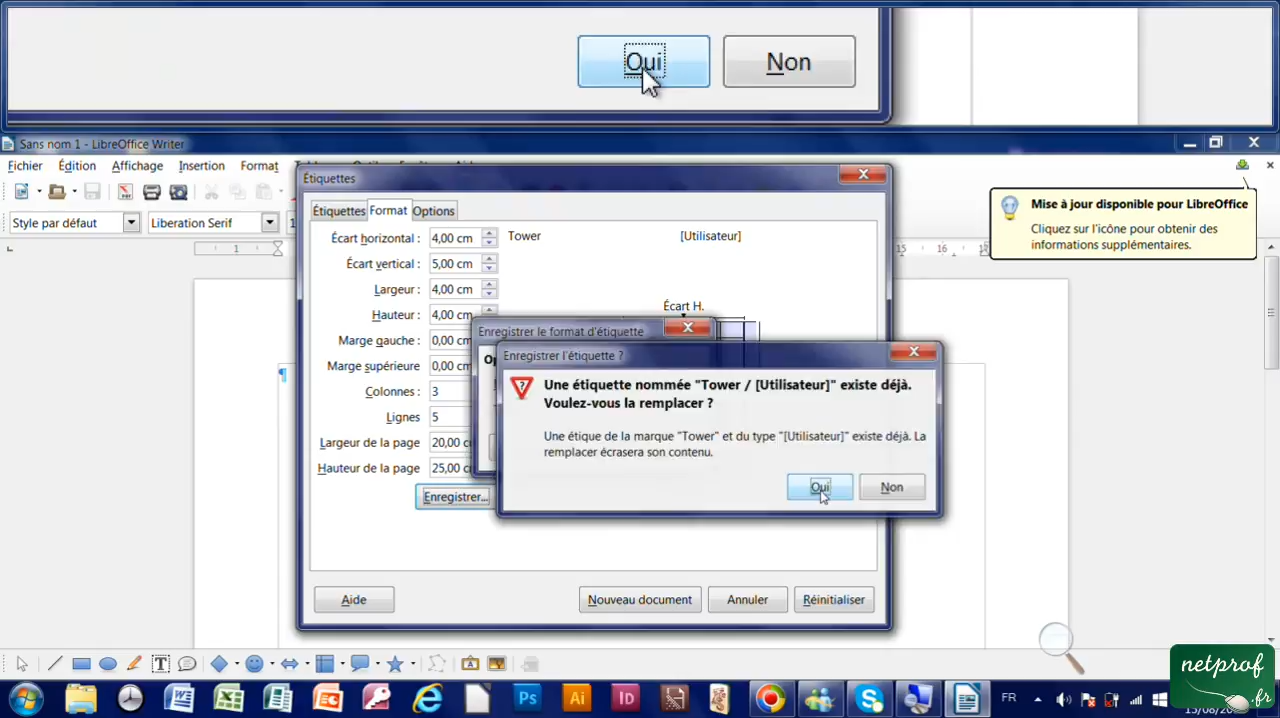 Oui
Non
Sans nom 1 - LibreOffice Writer
Fichier Édition Affichage Insertion Format
Étiquettes
Style par défaut
Liberation Serif
Mise à jour disponible pour LibreOffice
Cliquez sur l'icône pour obtenir des
informations supplémentaires.
Étiquettes Format Options
Écart horizontal : 4,00 cm
Tower
[Utilisateur]
Écart vertical : 5,00 cm
Largeur : 4,00 cm
Hauteur : 4,00 cm
Marge gauche : 0,00
Marge supérieure 0,00
Colonnes : 3
Lignes 5
Largeur de la page 20,00
Hauteur de la page 25,00
Enregistrer...
Écart H.
Enregistrer le format d'étiquette
Enregistrer l'étiquette ?
Une étiquette nommée "Tower / [Utilisateur]" existe déjà.
Voulez-vous la remplacer ?
Une étique de la marque "Tower" et du type "[Utilisateur]" existe déjà. La
remplacer écrasera son contenu.
Oui
Non
Aide
Nouveau document
Annuler
Réinitialiser
1
15 16
FR
netprof
.fr